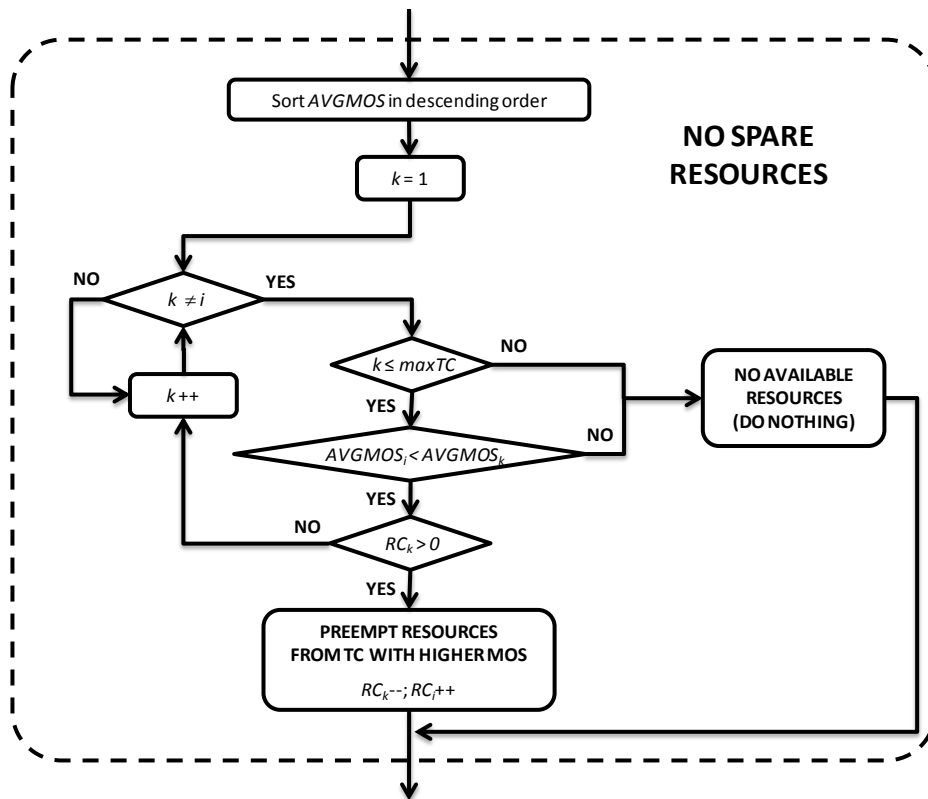 Sort AVGMOS in descending order
NO SPARE
RESOURCES
k = 1
NO
YES
k ≠ i
NO
k ≤ maxTC
NO AVAILABLE
RESOURCES
(DO NOTHING)
k++
YES
NO
AVGMOSᵢ < AVGMOSₖ
YES
NO
RCₖ > 0
YES
PREEMPT RESOURCES
FROM TC WITH HIGHER MOS
RCₖ--; RCᵢ++